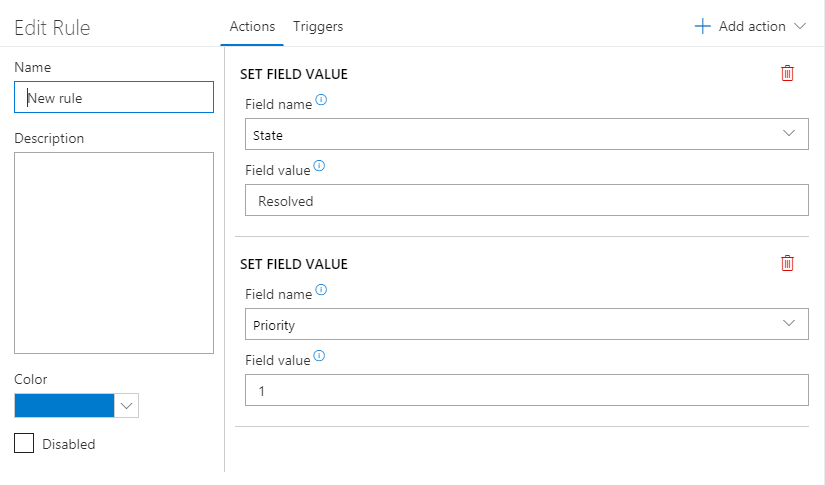 Edit Rule
Actions
Triggers
Add action
Name
New rule
Description
Color
Disabled
SET FIELD VALUE
Field name
State
Field value
Resolved
SET FIELD VALUE
Field name
Priority
Field value
1